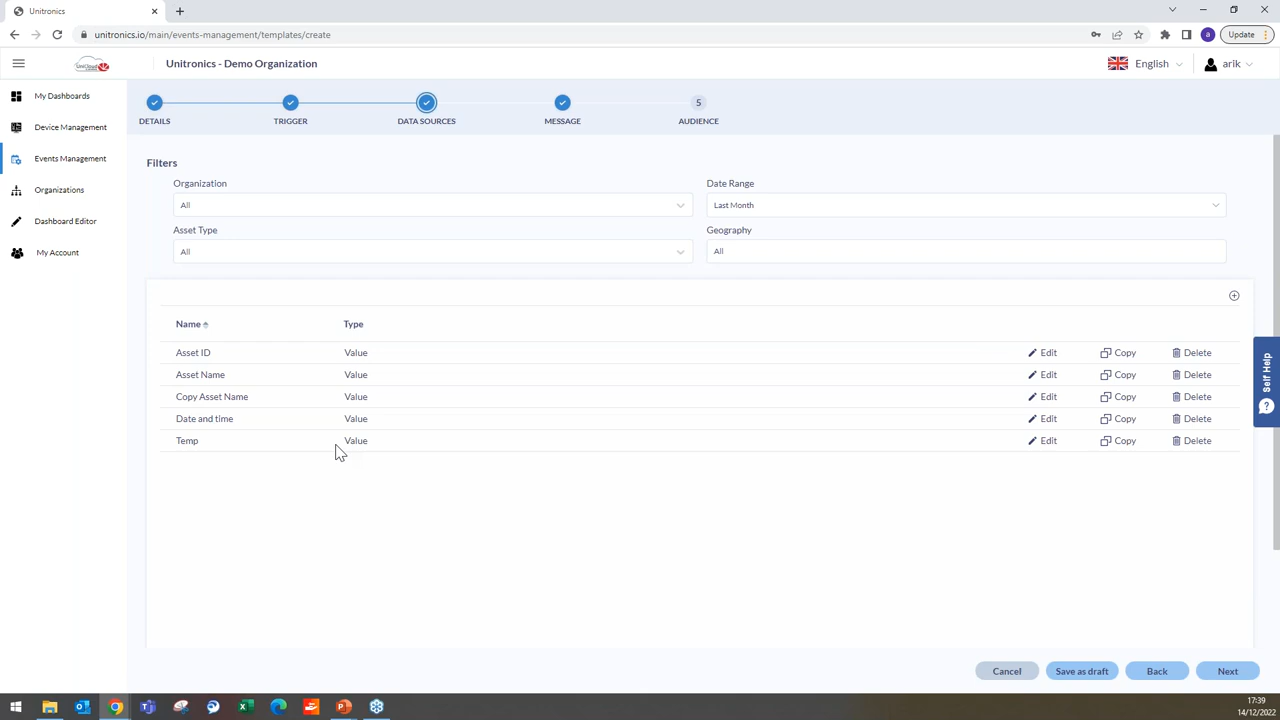 Unitronics
unitronics.io/main/events-management/templates/create
a
Update
UniCloud
Unitronics - Demo Organization
English
arik
My Dashboards
Device Management
Events Management
Organizations
Dashboard Editor
My Account
5
DETAILS
TRIGGER
DATA SOURCES
MESSAGE
AUDIENCE
Filters
Organization
Date Range
All
Last Month
Asset Type
Geography
All
All
Name Type
Asset ID Value Edit Copy Delete
Asset Name Value Edit Copy Delete
Copy Asset Name Value Edit Copy Delete
Date and time Value Edit Copy Delete
Temp Value Edit Copy Delete
Self Help
?
Cancel
Save as draft
Back
Next
17:39
14/12/2022